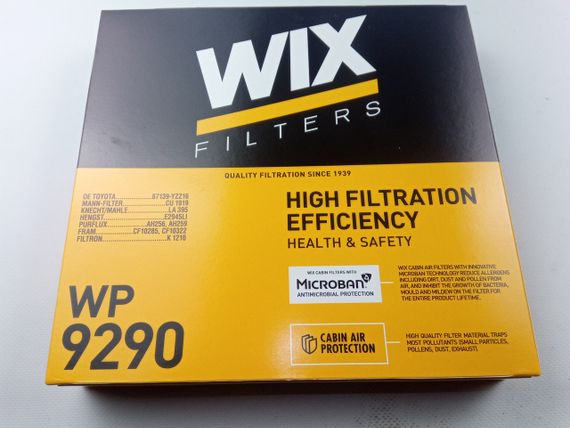 WIX
FILTERS
QUALITY FILTRATION SINCE 1939
OE TOYOTA..........87139-YZZ16
MANN-FILTER..........CU 1919
KNECHT/MAHLE..........LA 395
HENGST..........E2945LI
PURFLUX..........AH256, AH259
FRAM..........CF10285, CF10322
FILTRON..........K 1210
HIGH FILTRATION
EFFICIENCY
HEALTH & SAFETY
WIX CABIN FILTERS WITH
MICROBAN
ANTIMICROBIAL PROTECTION
WIX CABIN AIR FILTERS WITH INNOVATIVE
MICROBAN TECHNOLOGY REDUCE ALLERGENS
INCLUDING DIRT, DUST AND POLLEN FROM
AIR, AND INHIBIT THE GROWTH OF BACTERIA,
MOULD AND MILDEW ON THE FILTER FOR
THE ENTIRE PRODUCT LIFETIME.
WP
9290
CABIN AIR
PROTECTION
HIGH QUALITY FILTER MATERIAL TRAPS
MOST POLLUTANTS (SMALL PARTICLES,
POLLENS, DUST, EXHAUST)